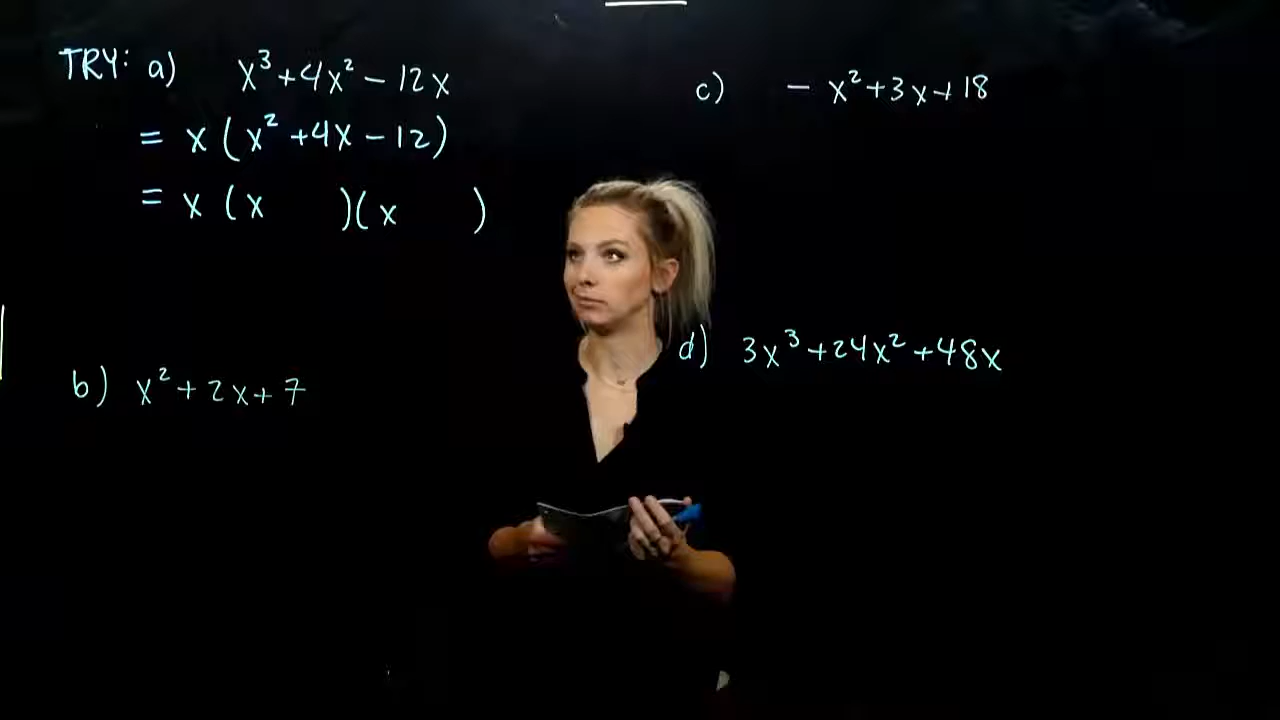 TRY: a) x³+4x²-12x
= x(x²+4x-12)
= x(x )(x )
b) x²+2x+7
c) -x²+3x+18
d) 3x³+24x²+48x